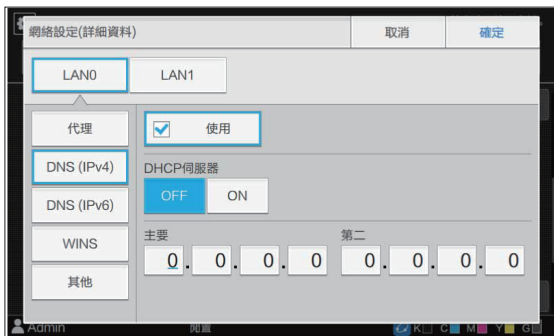 網絡設定(詳細資料) 取消 確定
LAN0 LAN1
代理
使用
DNS (IPv4)
DHCP伺服器
OFF ON
DNS (IPv6)
WINS
主要 第二
0. 0. 0. 0 0. 0. 0. 0
其他
Admin 閒置 K C M Y G